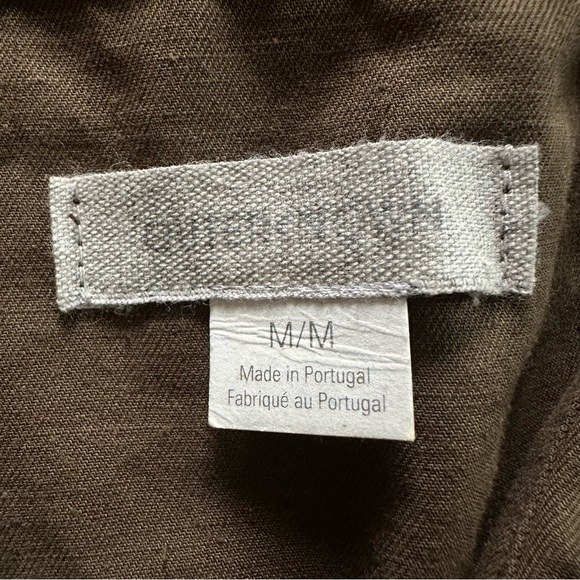 M/M
Made in Portugal
Fabriqué au Portugal